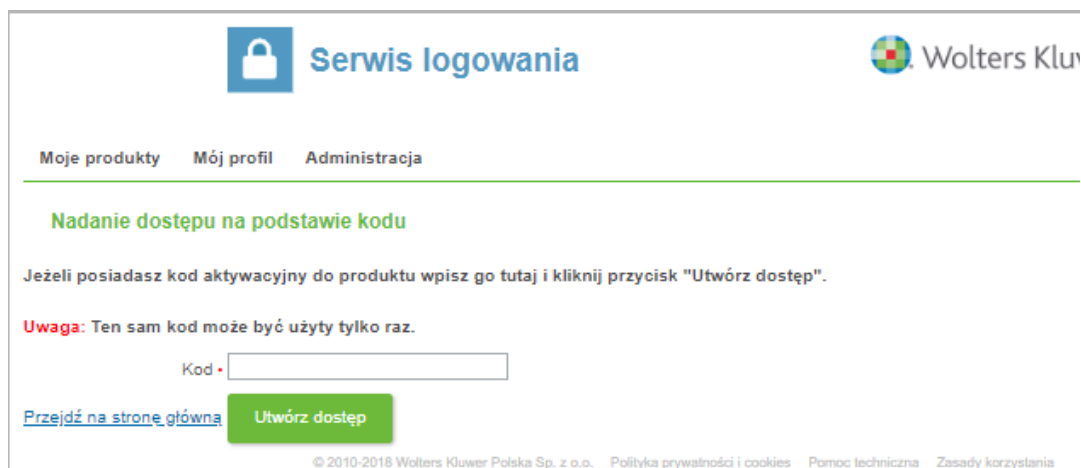 Serwis logowania
Wolters
Moje produkty Mój profil Administracja
Nadanie dostępu na podstawie kodu
Jeżeli posiadasz kod aktywacyjny do produktu wpisz go tutaj i kliknij przycisk "Utwórz dostęp".
Uwaga: Ten sam kod może być użyty tylko raz.
Kod •
Przejdź na stronę główną Utwórz dostęp
© 2010-2018 Wolters Kluwer Polska Sp. z o.o. Polityka prywatności i cookies Pomoc techniczna Zasady korzystania